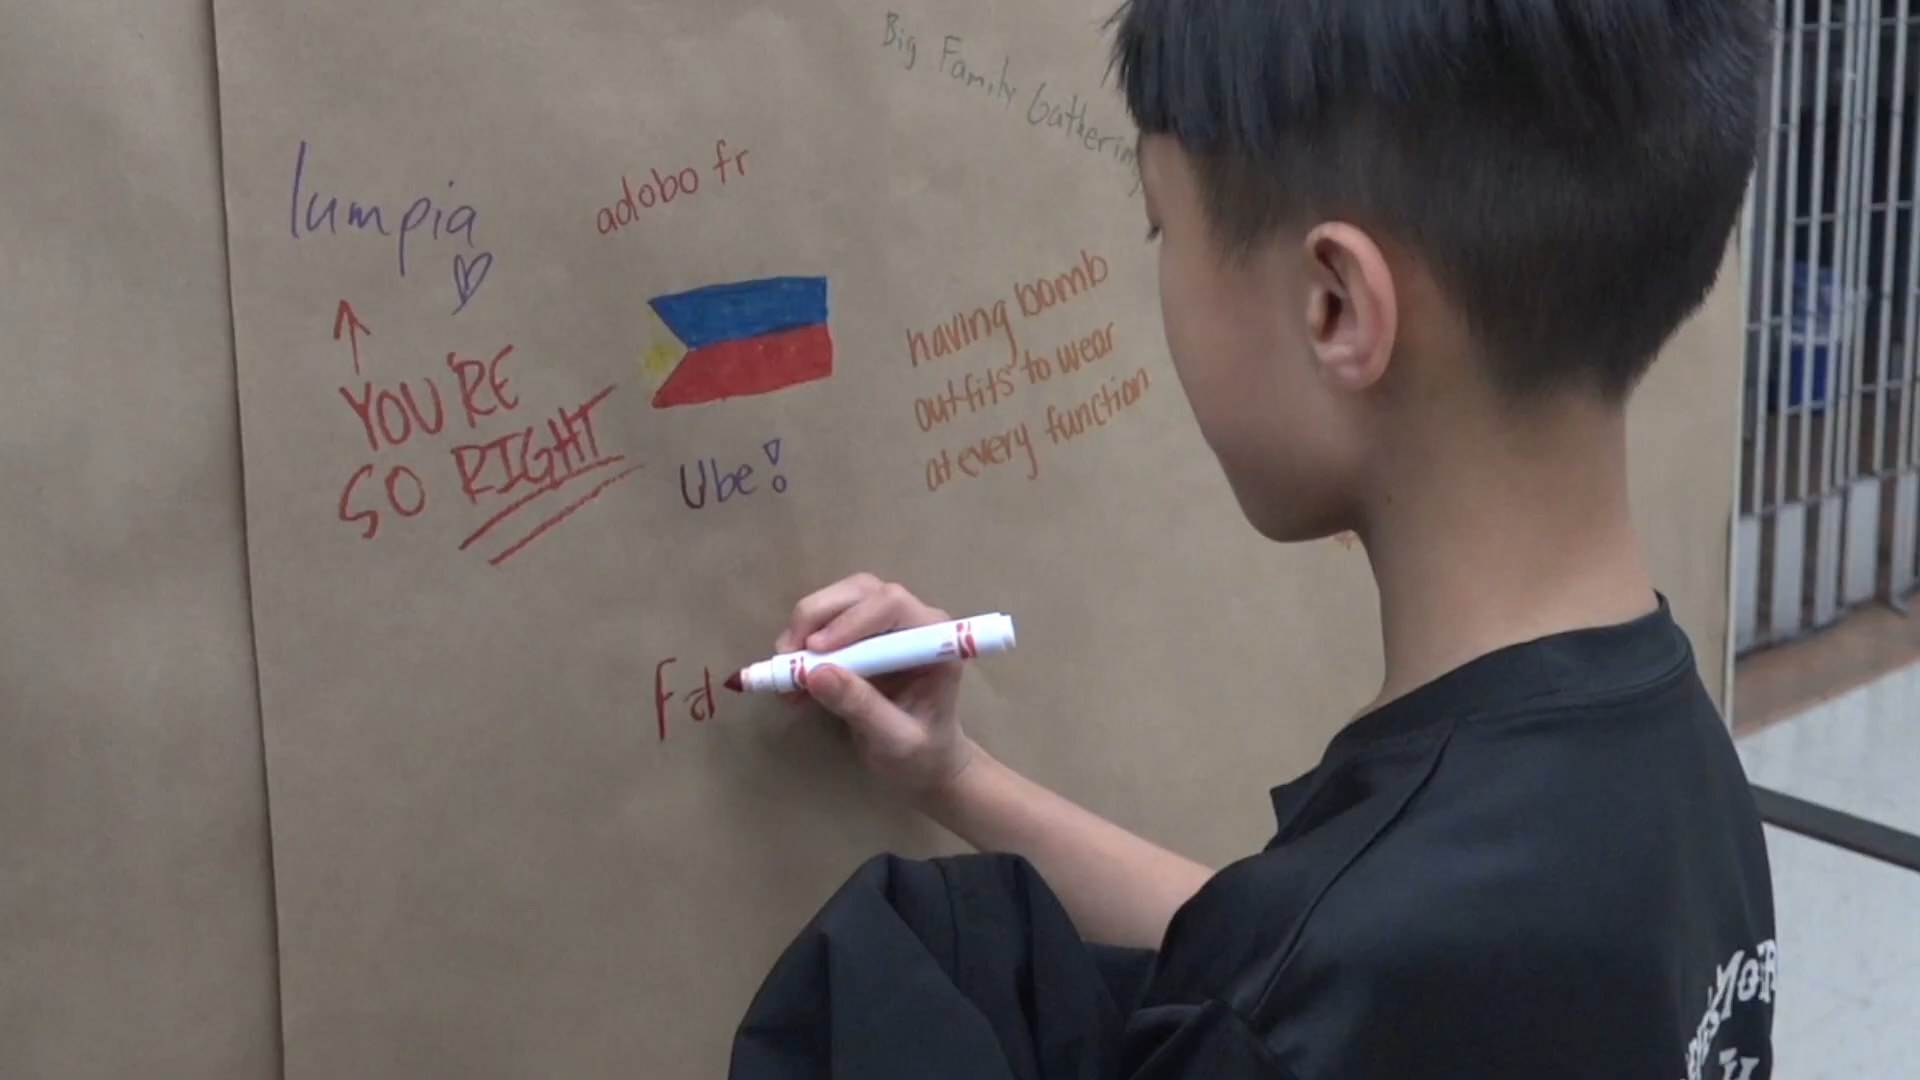 Big Family Gathering
lumpia
adobo fr
YOU'RE
SO RIGHT
having bomb
outfits to wear
at every function
Ube!